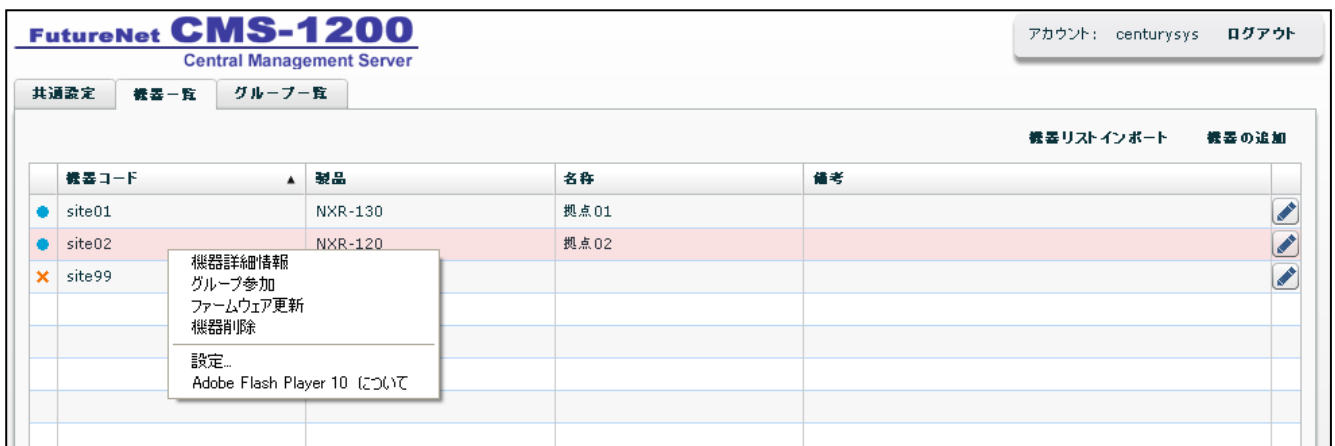 FutureNet CMS-1200
Central Management Server
アカウント: centurysys ログアウト
共通設定 機器一覧 グループ一覧
機器リストインポート 機器の追加
機器コード ▲ 製品 名称 備考
site01 NXR-130 拠点01
site02 NXR-120 拠点02
site99
機器詳細情報
グループ参加
ファームウェア更新
機器削除
設定...
Adobe Flash Player 10 について